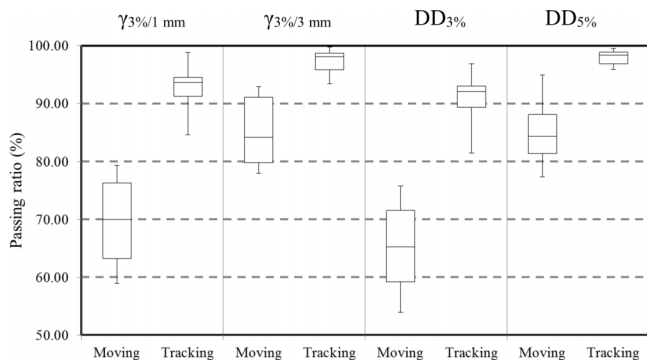 γ3%/1 mm γ3%/3 mm DD3% DD5%
100.00
90.00
80.00
70.00
60.00
50.00
Passing ratio (%)
Moving Tracking Moving Tracking Moving Tracking Moving Tracking